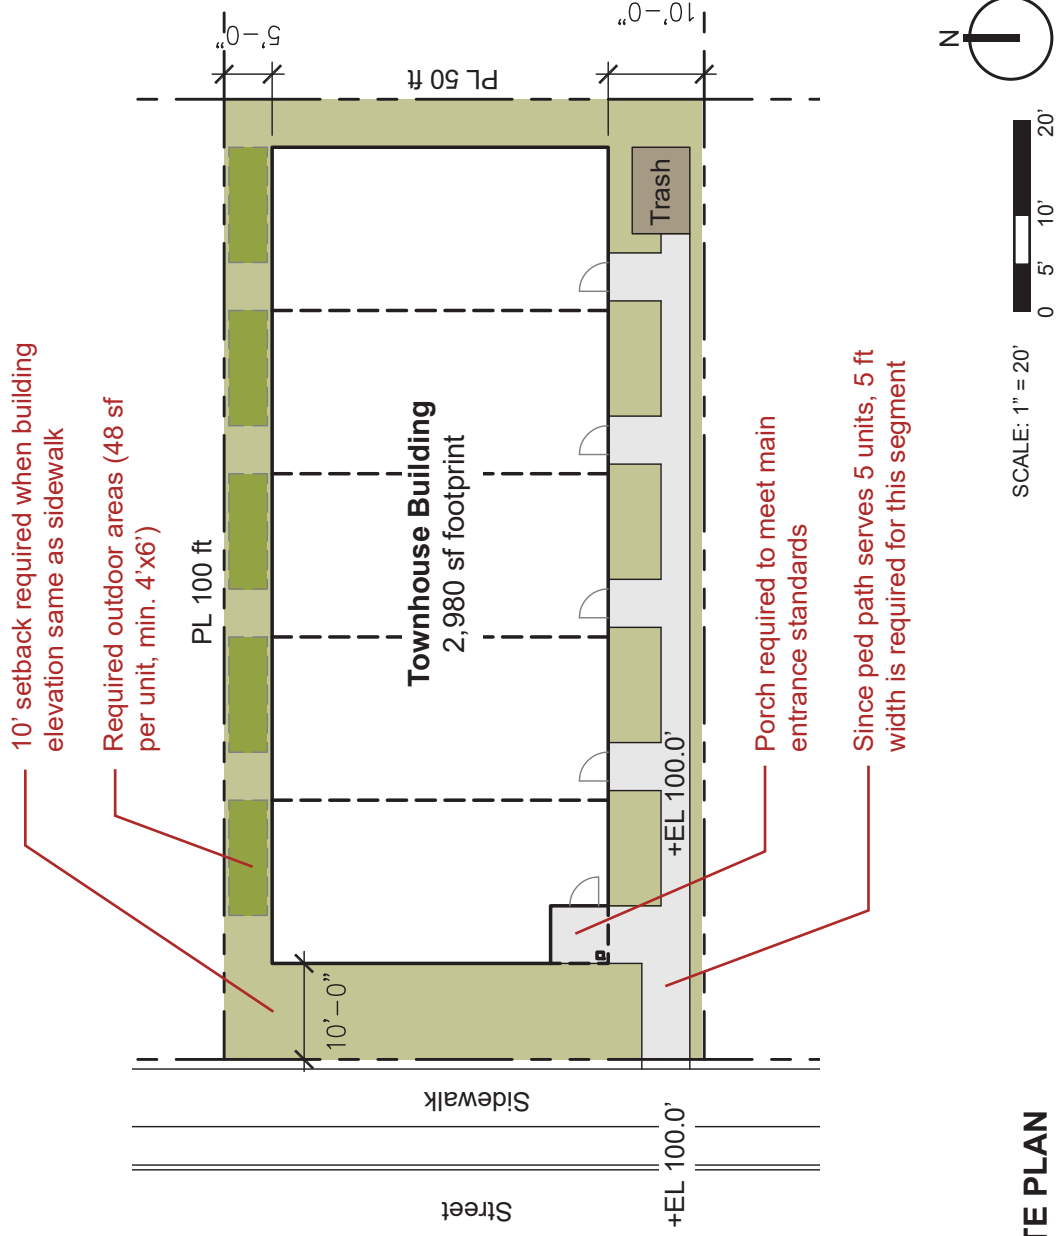 10’ setback required when building
elevation same as sidewalk
Required outdoor areas (48 sf
per unit, min. 4’x6’)
PL 100 ft
5’–0”
PL 50 ft
10’–0”
Townhouse Building
2,980 sf footprint
Trash
10’–0”
+EL 100.0’
Sidewalk
Street
+EL 100.0’
Porch required to meet main
entrance standards
Since ped path serves 5 units, 5 ft
width is required for this segment
N
SCALE: 1” = 20’
0 5’ 10’ 20’
TE PLAN